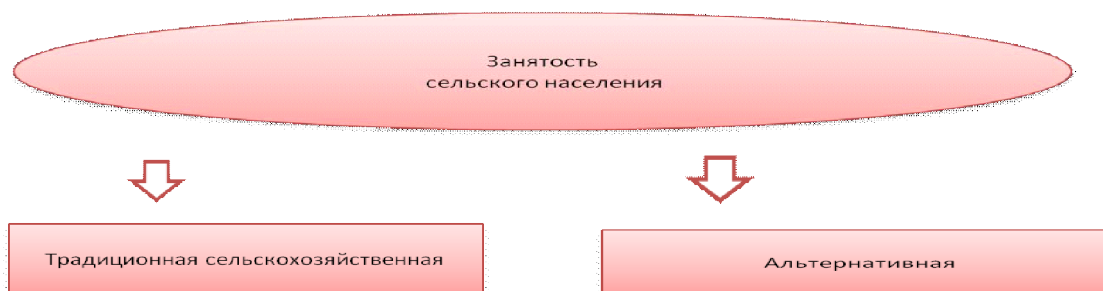 Занятость
сельского населения
Традиционная сельскохозяйственная
Альтернативная